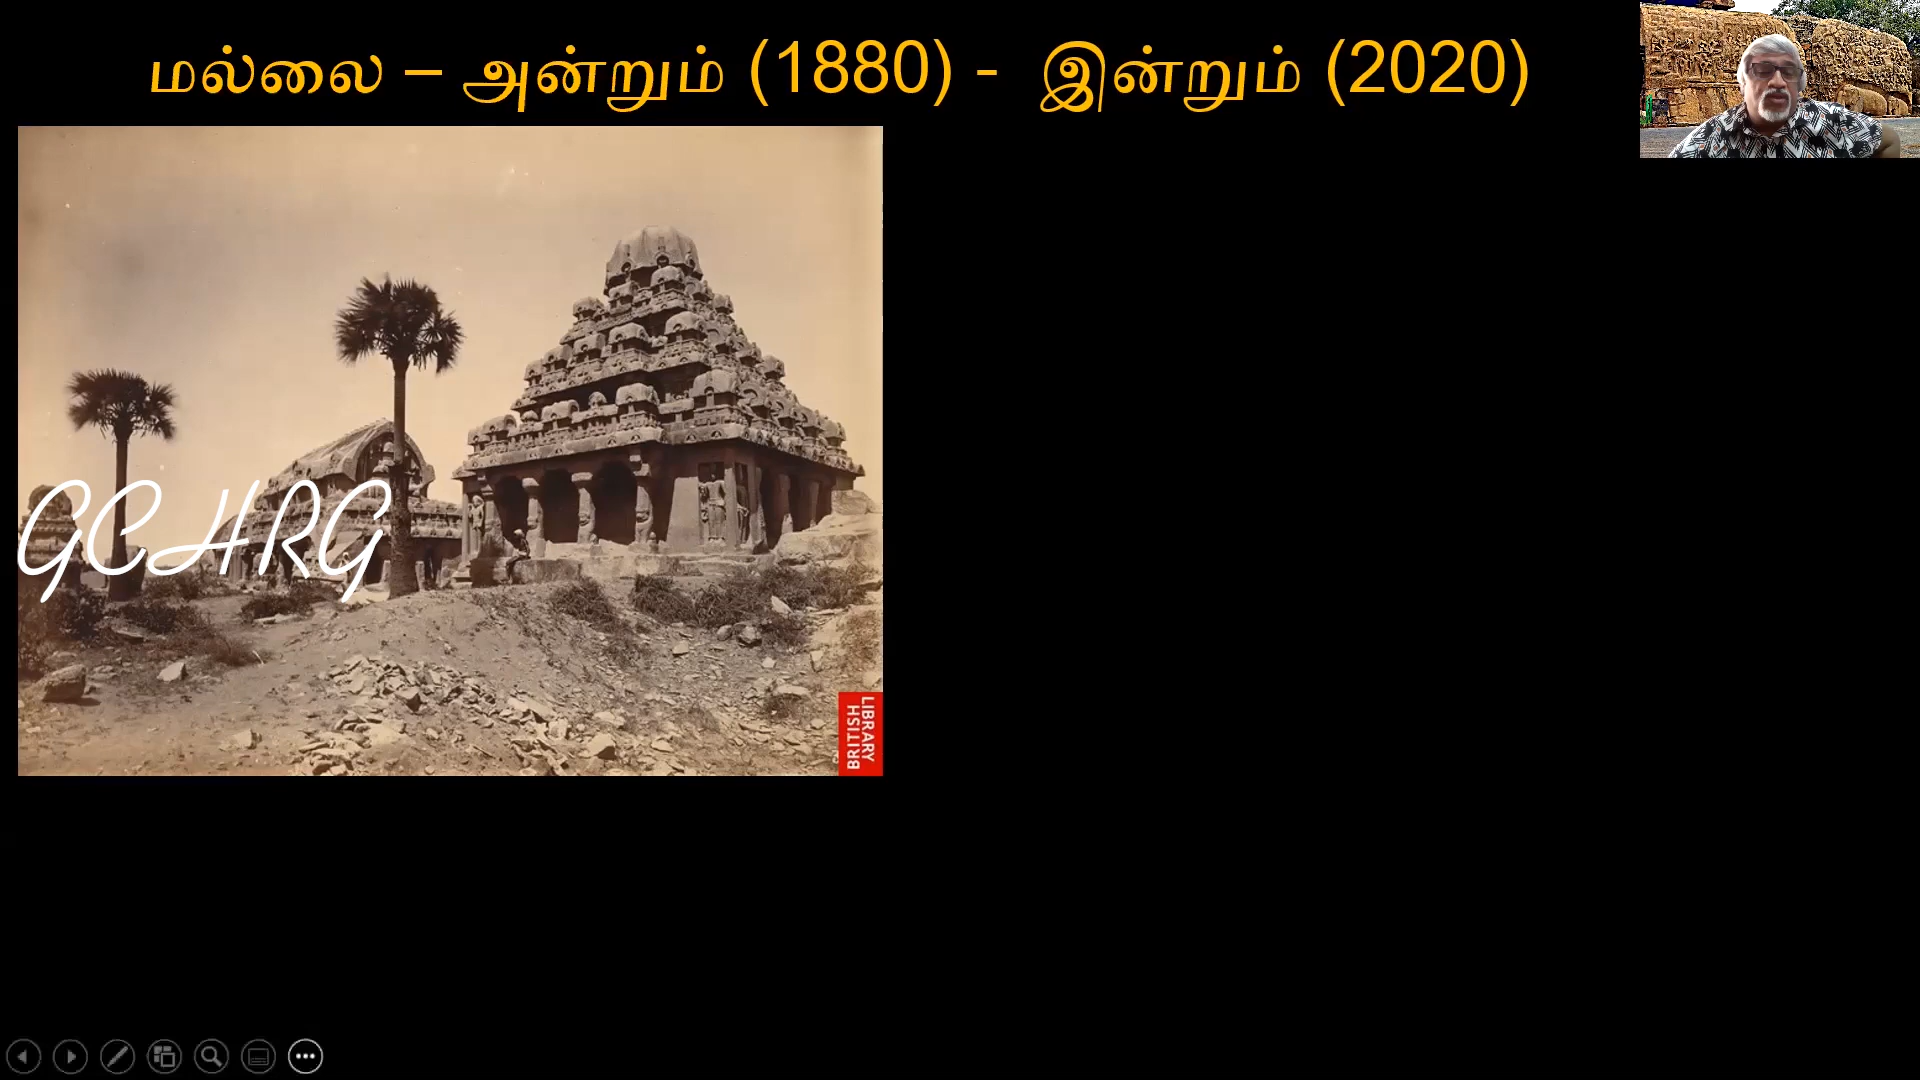 மல்லை – அன்றும் (1880) - இன்றும் (2020)
GCHRG
BRITISH
LIBRARY